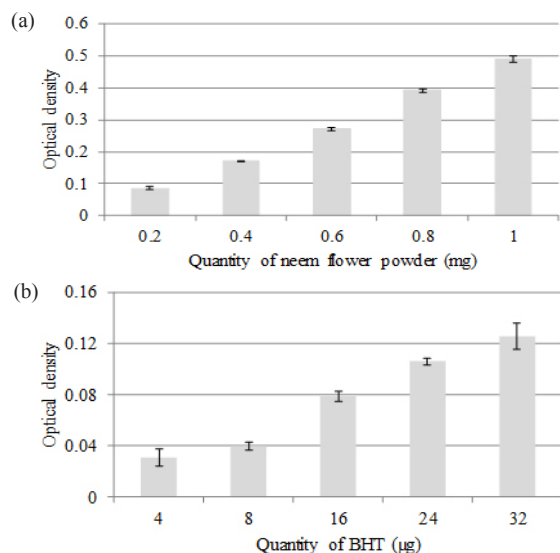 (a)
0.6
0.5
0.4
0.3
0.2
0.1
0
Optical density
0.2 0.4 0.6 0.8 1
Quantity of neem flower powder (mg)
(b)
0.16
0.12
0.08
0.04
0
Optical density
4 8 16 24 32
Quantity of BHT (µg)